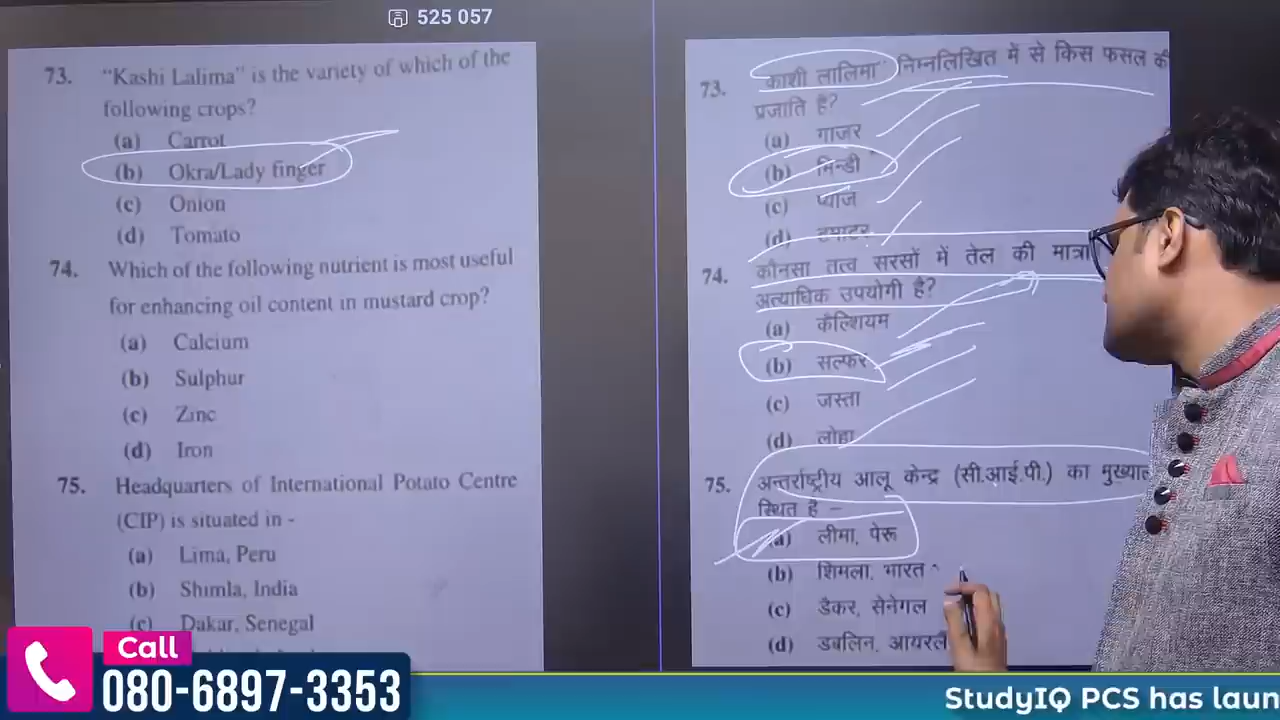 525 057
73. “Kashi Lalima” is the variety of which of the
following crops?
(a) Carrot
(b) Okra/Lady finger
(c) Onion
(d) Tomato
74. Which of the following nutrient is most useful
for enhancing oil content in mustard crop?
(a) Calcium
(b) Sulphur
(c) Zinc
(d) Iron
75. Headquarters of International Potato Centre
(CIP) is situated in -
(a) Lima, Peru
(b) Shimla, India
(c) Dakar, Senegal
73. काशी लालिमा” निम्नलिखित में से किस फसल की
प्रजाति है?
(a) गाजर
(b) भिन्डी
(c) प्याज
(d) टमाटर
74. कौनसा तत्व सरसों में तेल की मात्रा
अत्याधिक उपयोगी है?
(a) कैल्शियम
(b) सल्फर
(c) जस्ता
(d) लोहा
75. अन्तर्राष्ट्रीय आलू केन्द्र (सी.आई.पी.) का
स्थित है –
(a) लीमा, पेरू
(b) शिमला, भारत
(c) डैकर, सेनेगल
(d) डबलिन,
Call
080-6897-3353
StudyIQ PCS has laun